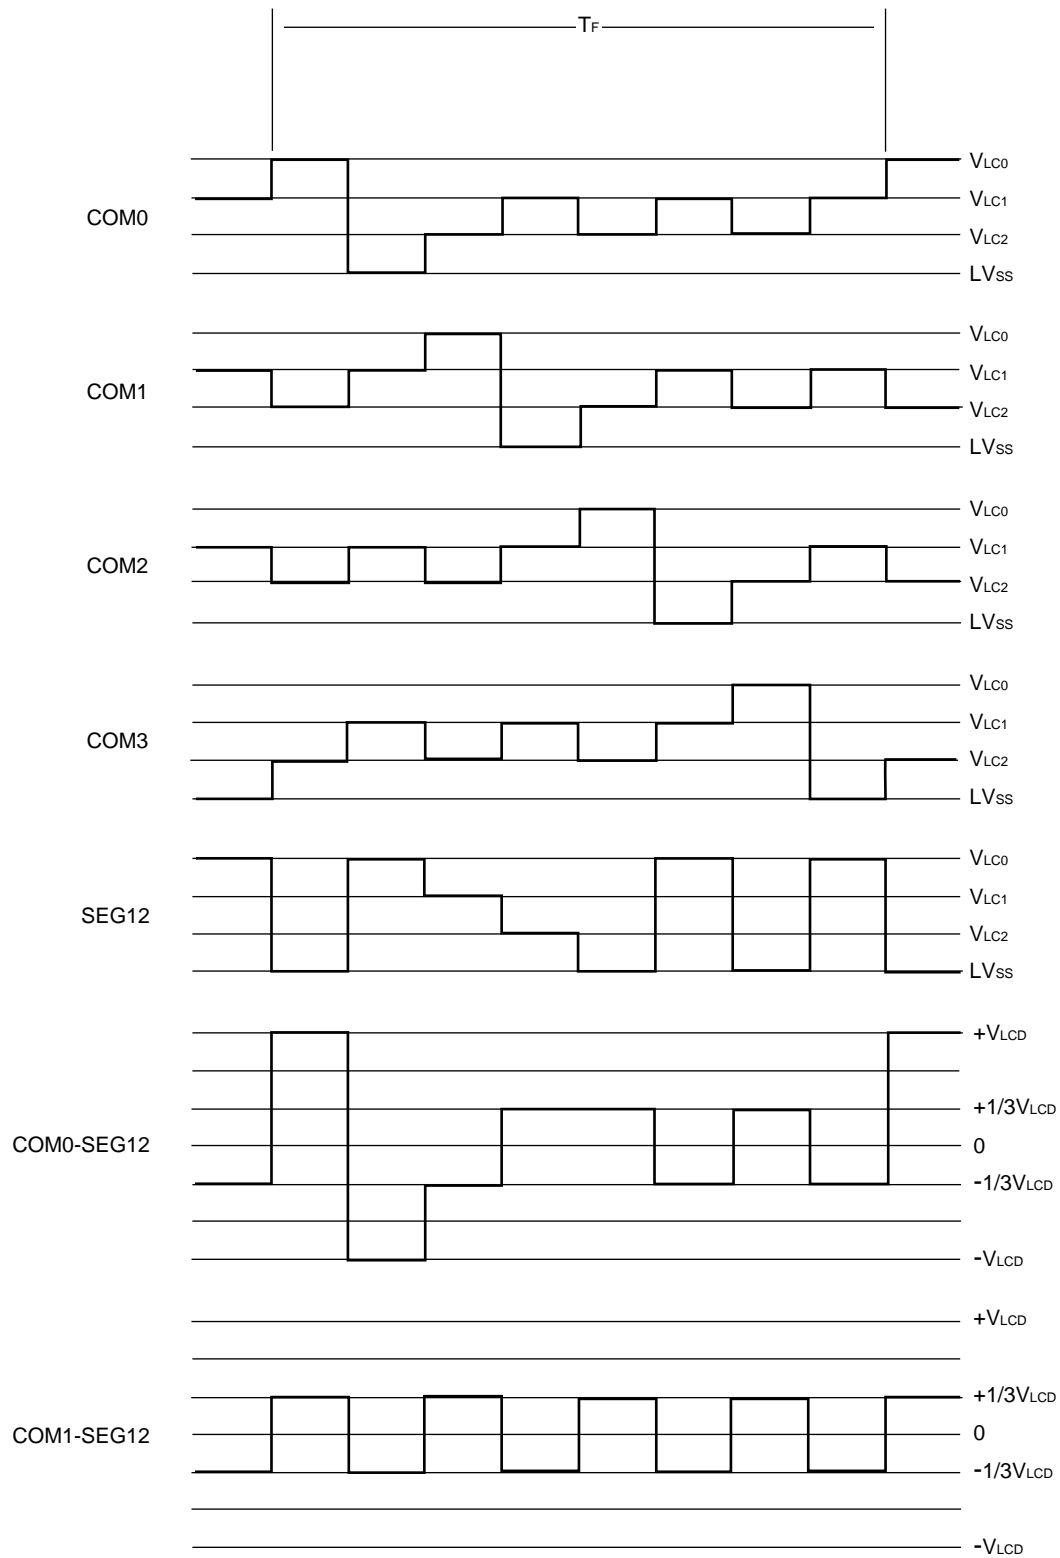 TF
VLC0
VLC1
COM0
VLC2
LVSS
VLC0
VLC1
COM1
VLC2
LVSS
VLC0
VLC1
COM2
VLC2
LVSS
VLC0
VLC1
COM3
VLC2
LVSS
VLC0
VLC1
SEG12
VLC2
LVSS
+VLCD
+1/3VLCD
COM0-SEG12
0
-1/3VLCD
-VLCD
+VLCD
+1/3VLCD
COM1-SEG12
0
-1/3VLCD
-VLCD